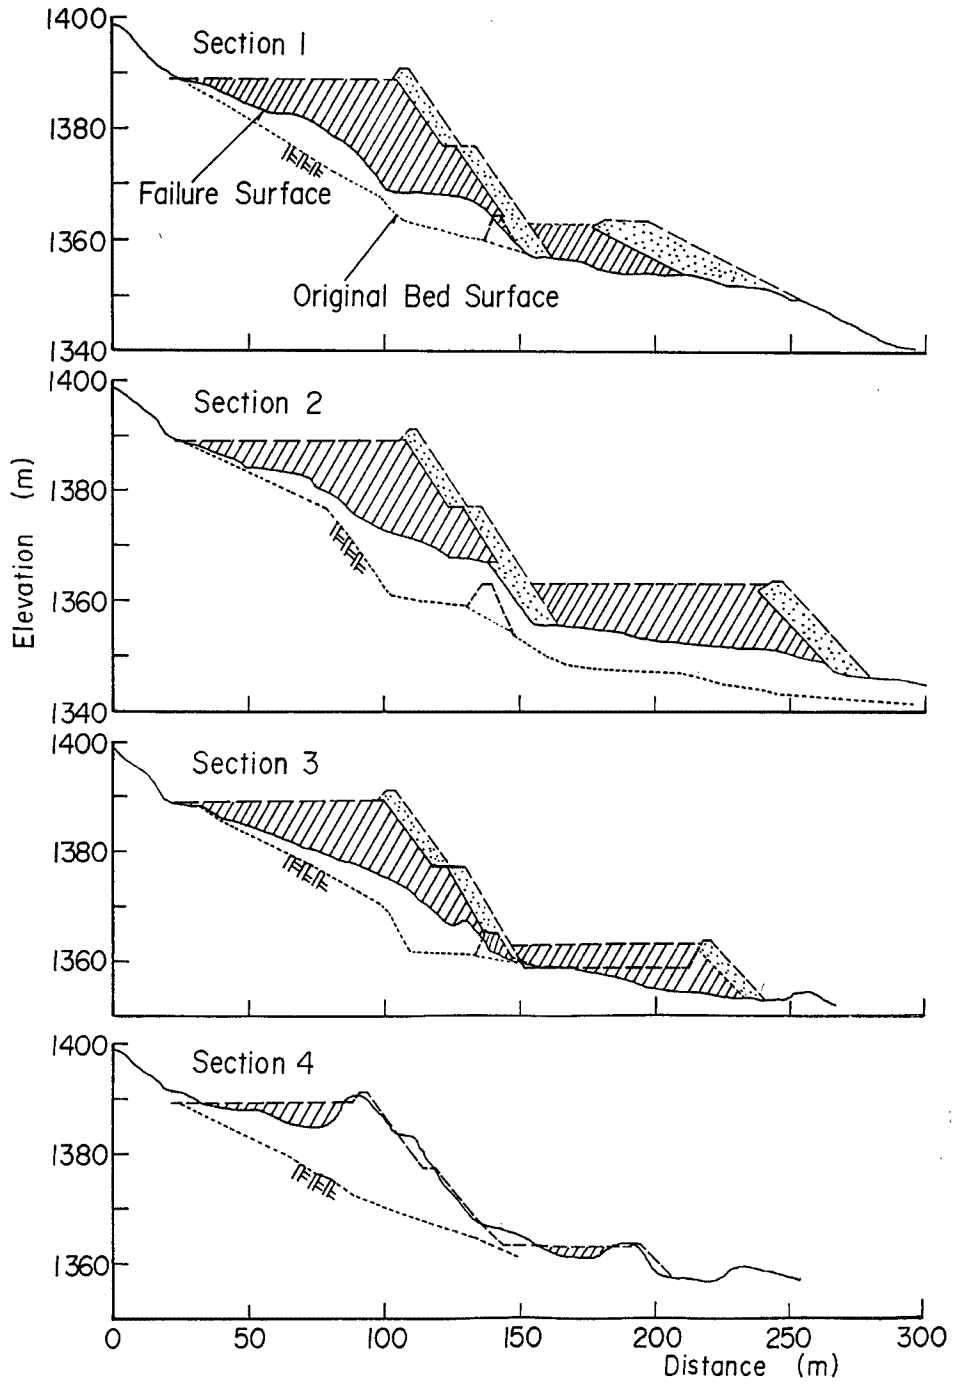 1400
Section 1
1380
Failure Surface
1360
Original Bed Surface
1340
1400
Section 2
1380
1360
1340
Elevation (m)
1400
Section 3
1380
1360
1400
Section 4
1380
1360
0 50 100 150 200 250 300
Distance (m)